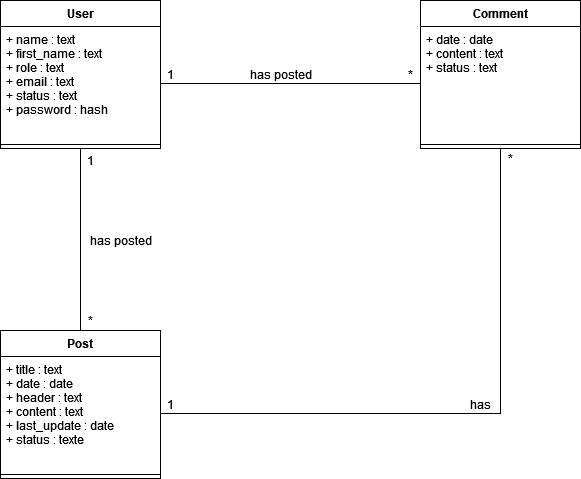 User
+ name : text
+ first_name : text
+ role : text
+ email : text
+ status : text
+ password : hash
1
has posted
*
Comment
+ date : date
+ content : text
+ status : text
1
has posted
*
*
has
1
Post
+ title : text
+ date : date
+ header : text
+ content : text
+ last_update : date
+ status : texte